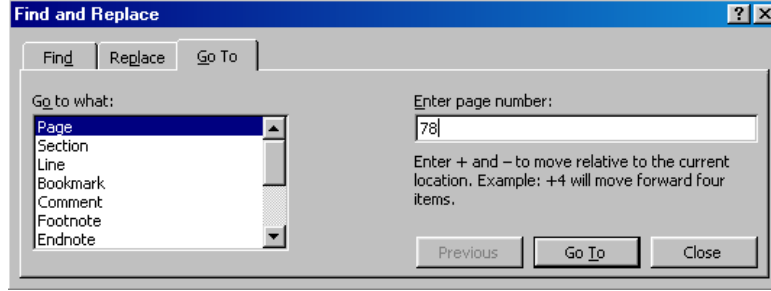 Find and Replace
Find
Replace
Go To
Go to what:
Page
Section
Line
Bookmark
Comment
Footnote
Endnote
Enter page number:
78
Enter + and – to move relative to the current
location. Example: +4 will move forward four
items.
Previous
Go To
Close